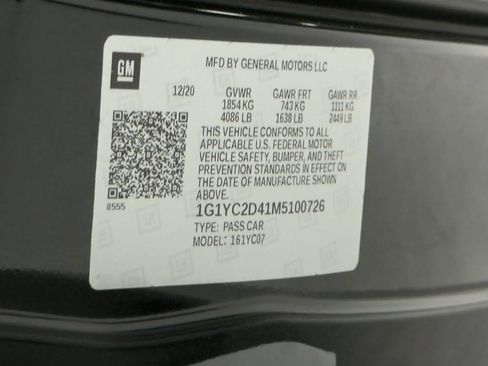 GM
MFD BY GENERAL MOTORS LLC
12/20 GVWR GAWR FRT GAWR RR
1854 KG 743 KG 1111 KG
4086 LB 1638 LB 2449 LB
THIS VEHICLE CONFORMS TO ALL
APPLICABLE U.S. FEDERAL MOTOR
VEHICLE SAFETY, BUMPER, AND THEFT
PREVENTION STANDARDS IN EFFECT ON
THE DATE OF MANUFACTURE SHOWN
ABOVE.
8555
1G1YC2D41M5100726
TYPE: PASS CAR
MODEL: 161YC07